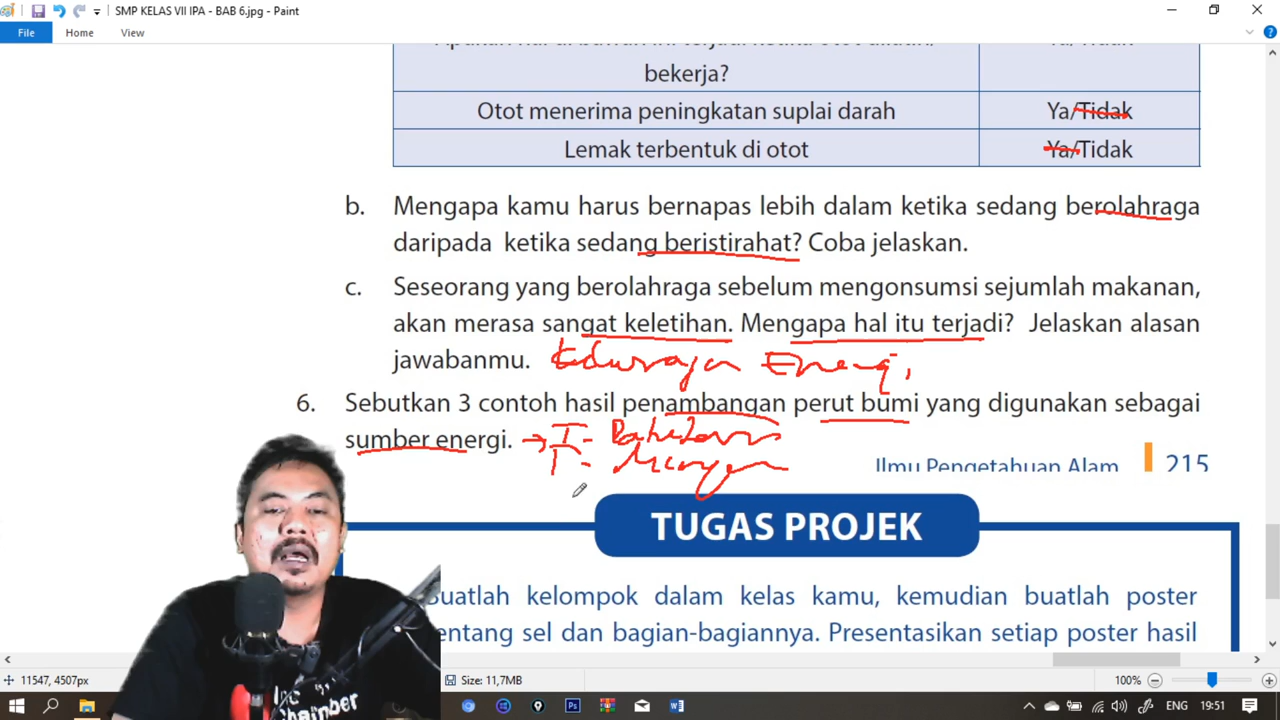 SMP KELAS VII IPA - BAB 6.jpg - Paint
File Home View
bekerja?
Otot menerima peningkatan suplai darah Ya/Tidak
Lemak terbentuk di otot Ya/Tidak
b. Mengapa kamu harus bernapas lebih dalam ketika sedang berolahraga
daripada ketika sedang beristirahat? Coba jelaskan.
c. Seseorang yang berolahraga sebelum mengonsumsi sejumlah makanan,
akan merasa sangat keletihan. Mengapa hal itu terjadi? Jelaskan alasan
jawabanmu.
6. Sebutkan 3 contoh hasil penambangan perut bumi yang digunakan sebagai
sumber energi.
Ilmu Pengetahuan Alam 215
TUGAS PROJEK
Buatlah kelompok dalam kelas kamu, kemudian buatlah poster
tentang sel dan bagian-bagiannya. Presentasikan setiap poster hasil
11547, 4507px Size: 11,7MB 100%
ENG 19:51